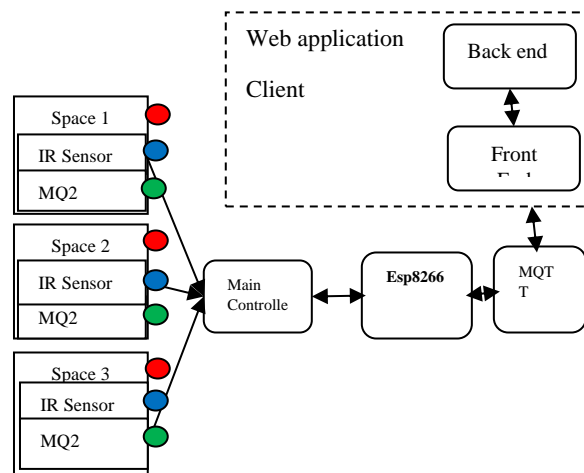 Web application
Client
Back end
Front
Space 1
IR Sensor
MQ2
Space 2
IR Sensor
MQ2
Space 3
IR Sensor
MQ2
Main
Controlle
Esp8266
MQT
T